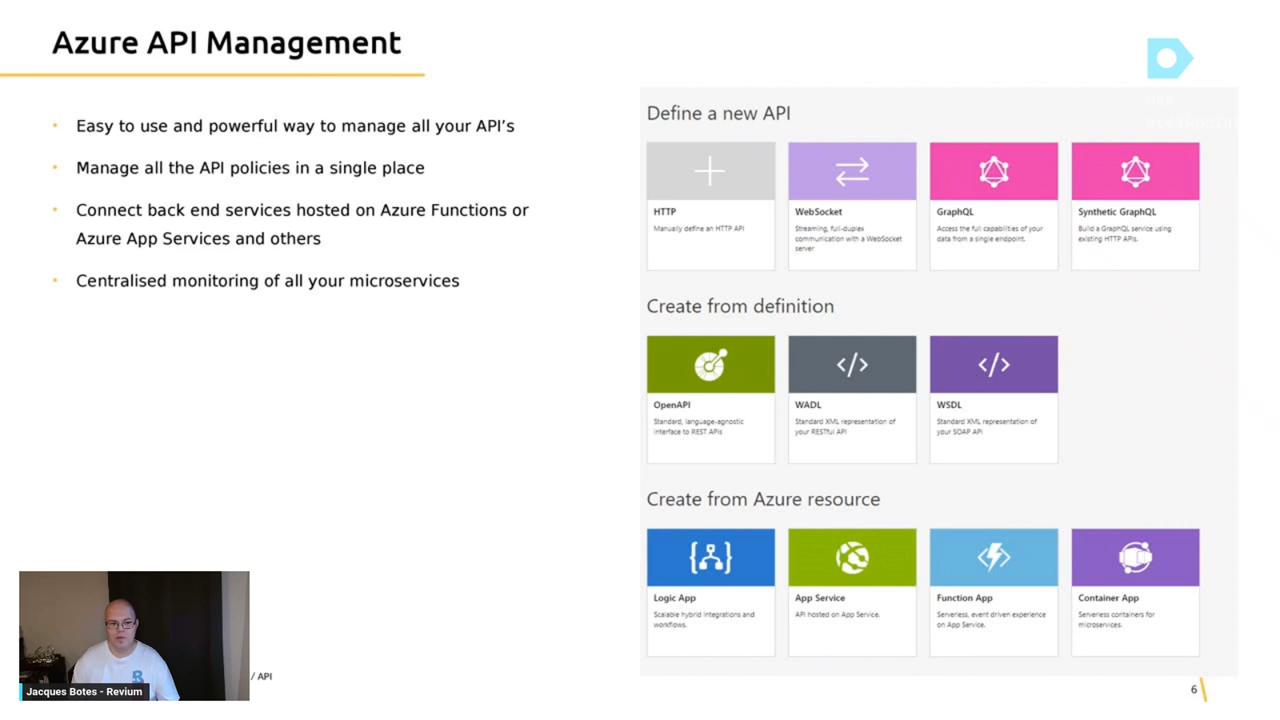 Azure API Management
Easy to use and powerful way to manage all your API's
Manage all the API policies in a single place
Connect back end services hosted on Azure Functions or
Azure App Services and others
Centralised monitoring of all your microservices
Define a new API
HTTP
Manually define an HTTP API
WebSocket
Streaming, full-duplex
communication with a WebSocket
server
GraphQL
Access the full capabilities of your
data from a single endpoint.
Synthetic GraphQL
Build a GraphQL service using
existing HTTP APIs.
Create from definition
OpenAPI
Standard, language-agnostic
interface to REST APIs
WADL
Standard XML representation of
your RESTful API
WSDL
Standard XML representation of
your SOAP API
Create from Azure resource
Logic App
Scalable hybrid integrations and
workflows.
App Service
API hosted on App Service.
Function App
Serverless, event driven experience
on App Service.
Container App
Serverless containers for
microservices.
/ API
Jacques Botes - Revium
6